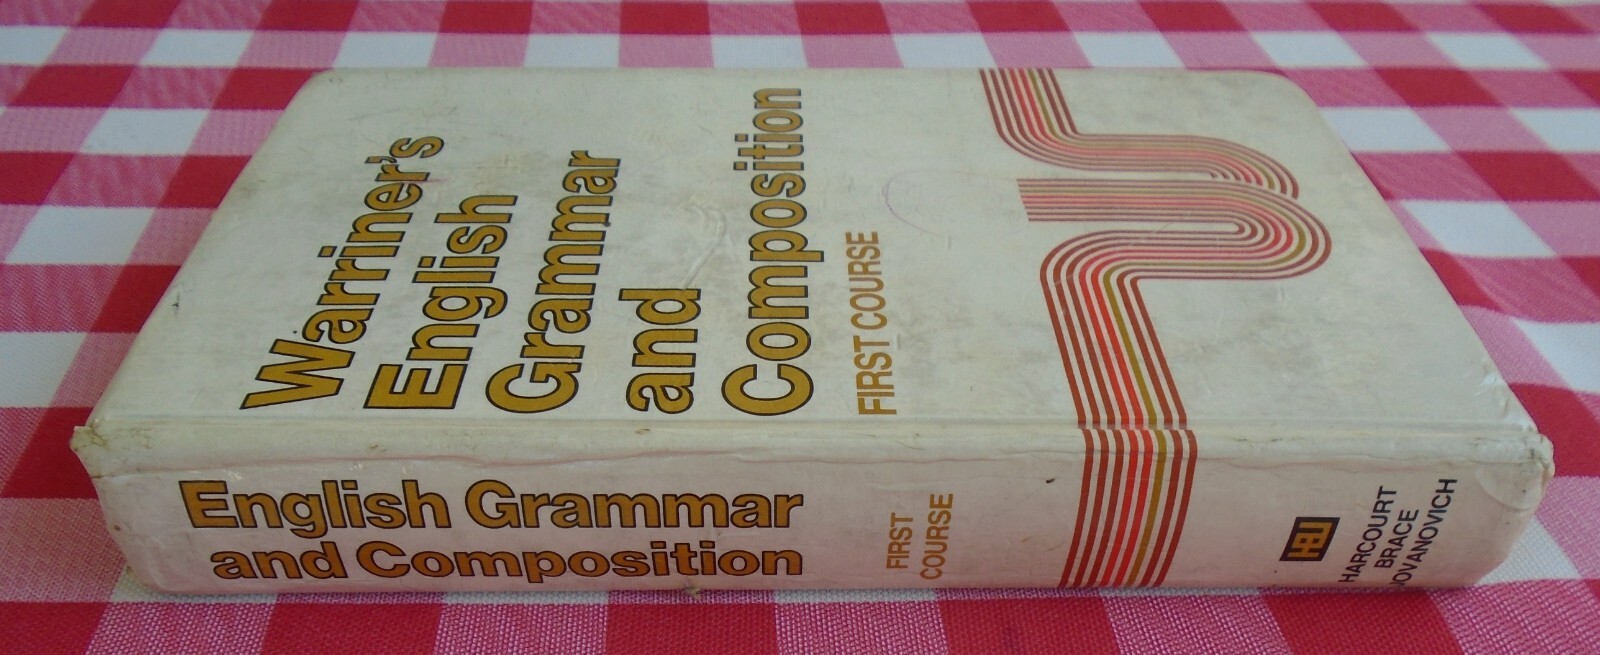 Warriner's
English
Grammar
and
Composition
FIRST COURSE
English Grammar
and Composition
FIRST
COURSE
HBJ
HARCOURT
BRACE
JOVANOVICH